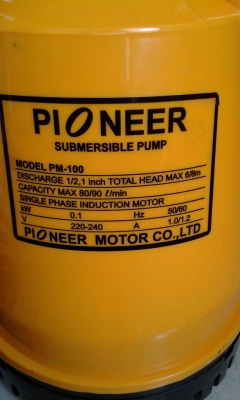 PIONEER
SUBMERSIBLE PUMP
MODEL PM-100
DISCHARGE 1/2,1 inch TOTAL HEAD MAX 6/8m
CAPACITY MAX 80/90 ℓ/min
SINGLE PHASE INDUCTION MOTOR
kW 0.1 Hz 50/60
V 220-240 A 1.0/1.2
PIONEER MOTOR CO.,LTD